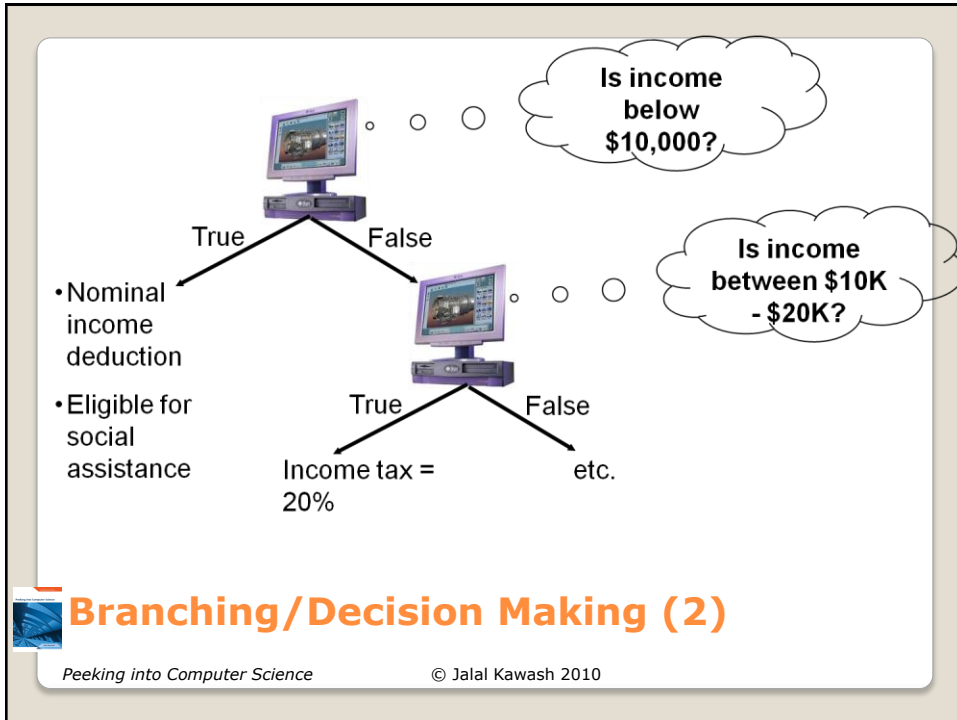 Is income
below
$10,000?
True
False
Is income
between $10K
- $20K?
•Nominal
income
deduction
•Eligible for
social
assistance
True
False
Income tax =
20%
etc.
Branching/Decision Making (2)
Peeking into Computer Science
© Jalal Kawash 2010